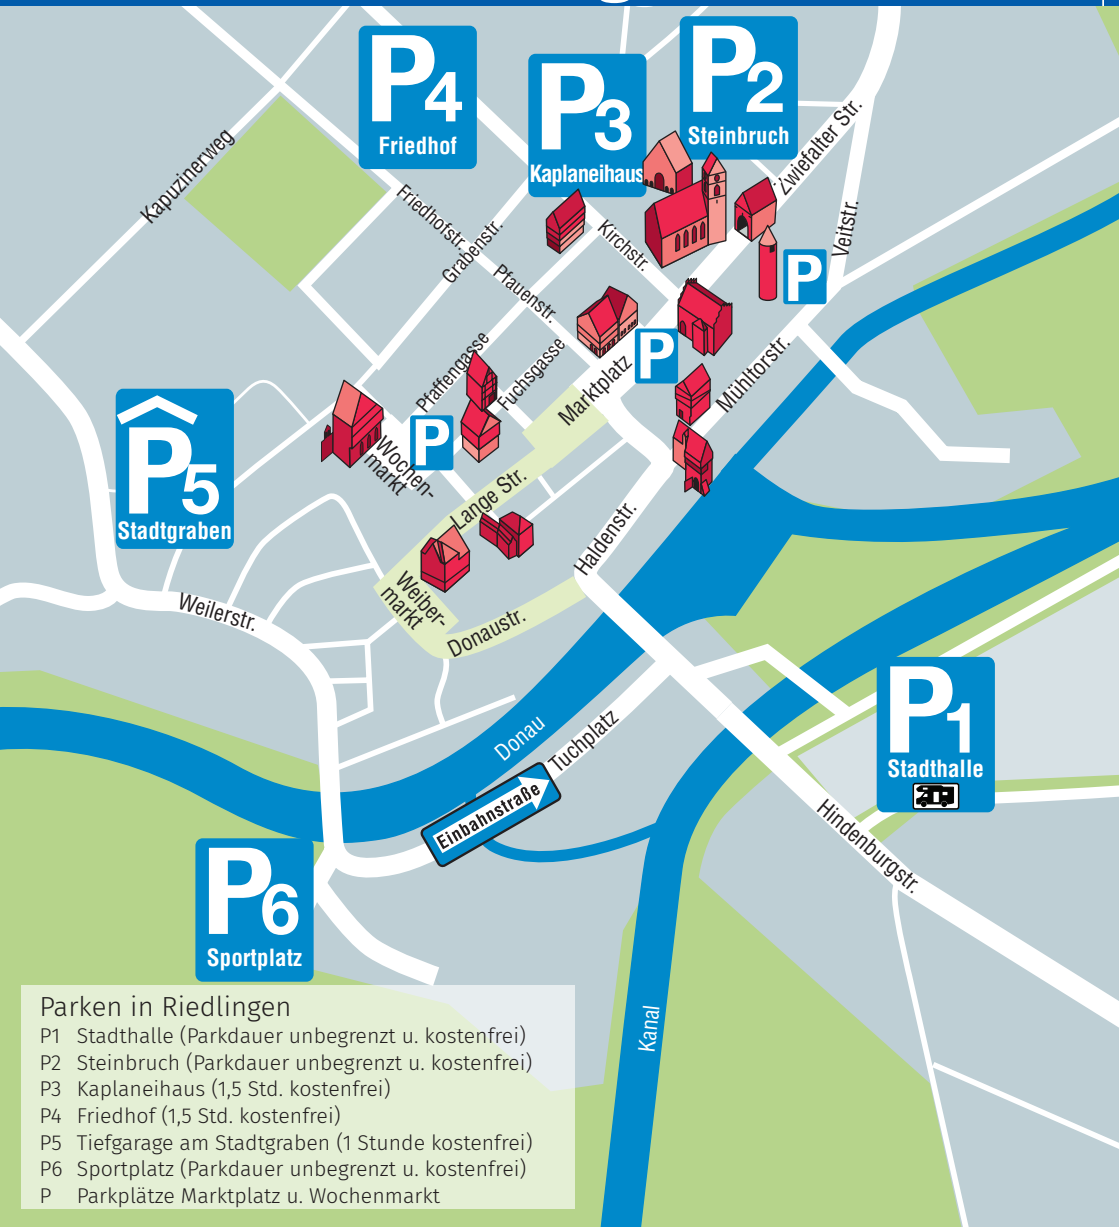 P4
Friedhof
P3
Kaplaneihaus
P2
Steinbruch
Kapuzinerweg
Friedhofstr.
Grabenstr.
Pfauenstr.
Kirchstr.
Zwiefalter Str.
Veitstr.
P
P
Marktplatz
Mühltorstr.
Pfaffengasse
Fuchsgasse
P
Wochen-
markt
P5
Stadtgraben
Lange Str.
Haldenstr.
Weiber-
markt
Donaustr.
Weilerstr.
Donau
Tuchplatz
Einbahnstraße
P1
Stadthalle
Hindenburgstr.
P6
Sportplatz
Kanal
Parken in Riedlingen
P1 Stadthalle (Parkdauer unbegrenzt u. kostenfrei)
P2 Steinbruch (Parkdauer unbegrenzt u. kostenfrei)
P3 Kaplaneihaus (1,5 Std. kostenfrei)
P4 Friedhof (1,5 Std. kostenfrei)
P5 Tiefgarage am Stadtgraben (1 Stunde kostenfrei)
P6 Sportplatz (Parkdauer unbegrenzt u. kostenfrei)
P Parkplätze Marktplatz u. Wochenmarkt